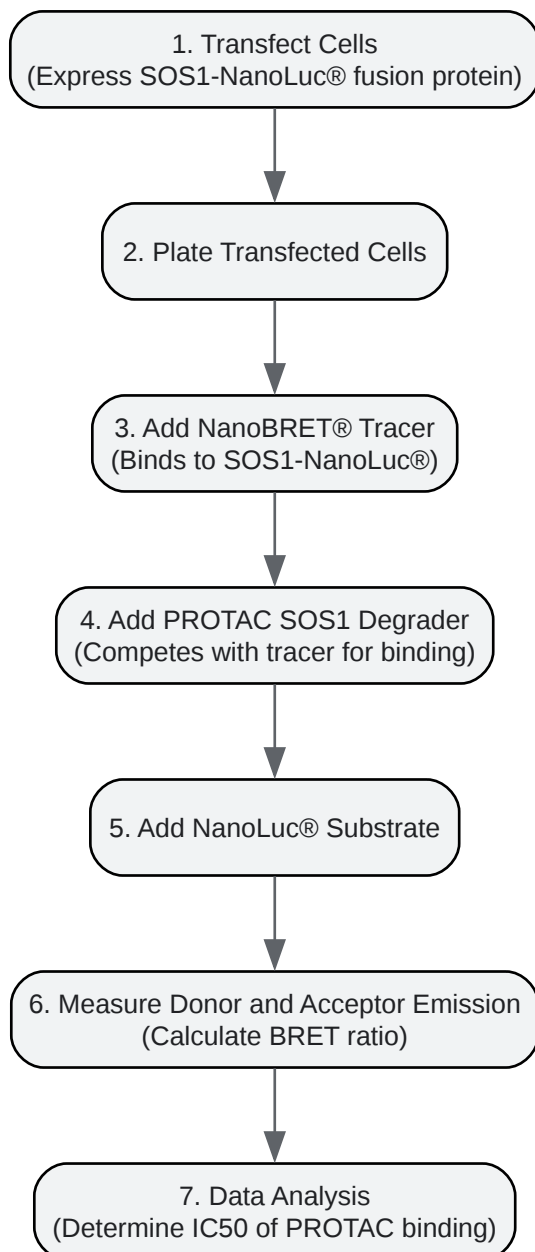 1. Transfect Cells
(Express SOS1-NanoLuc® fusion protein)
2. Plate Transfected Cells
3. Add NanoBRET® Tracer
(Binds to SOS1-NanoLuc®)
4. Add PROTAC SOS1 Degrader
(Competes with tracer for binding)
5. Add NanoLuc® Substrate
6. Measure Donor and Acceptor Emission
(Calculate BRET ratio)
7. Data Analysis
(Determine IC50 of PROTAC binding)